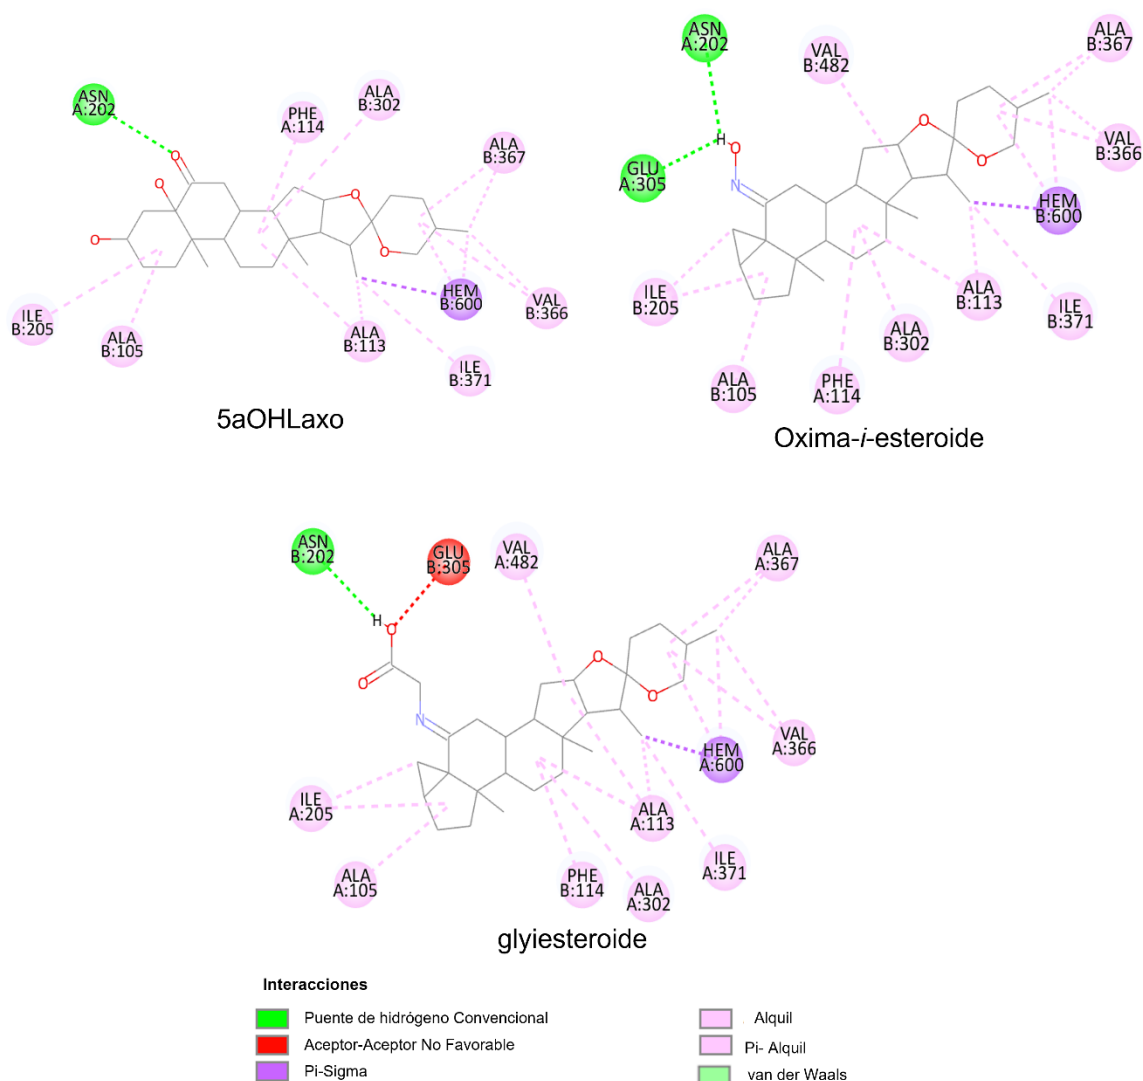 ASN
A:202
PHE
A:114
ALA
B:302
ALA
B:367
O
O
O
O
O
ILE
B:205
ALA
B:105
ALA
B:113
ILE
B:371
HEM
B:600
VAL
B:366
5aOHLaxo
ASN
A:202
VAL
B:482
ALA
B:367
GLU
A:305
H
O
N
O
O
VAL
B:366
HEM
B:600
ILE
B:205
ALA
B:105
PHE
A:114
ALA
B:302
ALA
B:113
ILE
B:371
Oxima-i-esteroide
ASN
B:202
GLU
B:305
VAL
A:482
ALA
A:367
H
O
O
N
O
O
VAL
A:366
HEM
A:600
ILE
A:205
ALA
A:105
PHE
B:114
ALA
A:302
ALA
A:113
ILE
A:371
glyiesteroide
Interacciones
Puente de hidrógeno Convencional
Aceptor-Aceptor No Favorable
Pi-Sigma
Alquil
Pi- Alquil
van der Waals